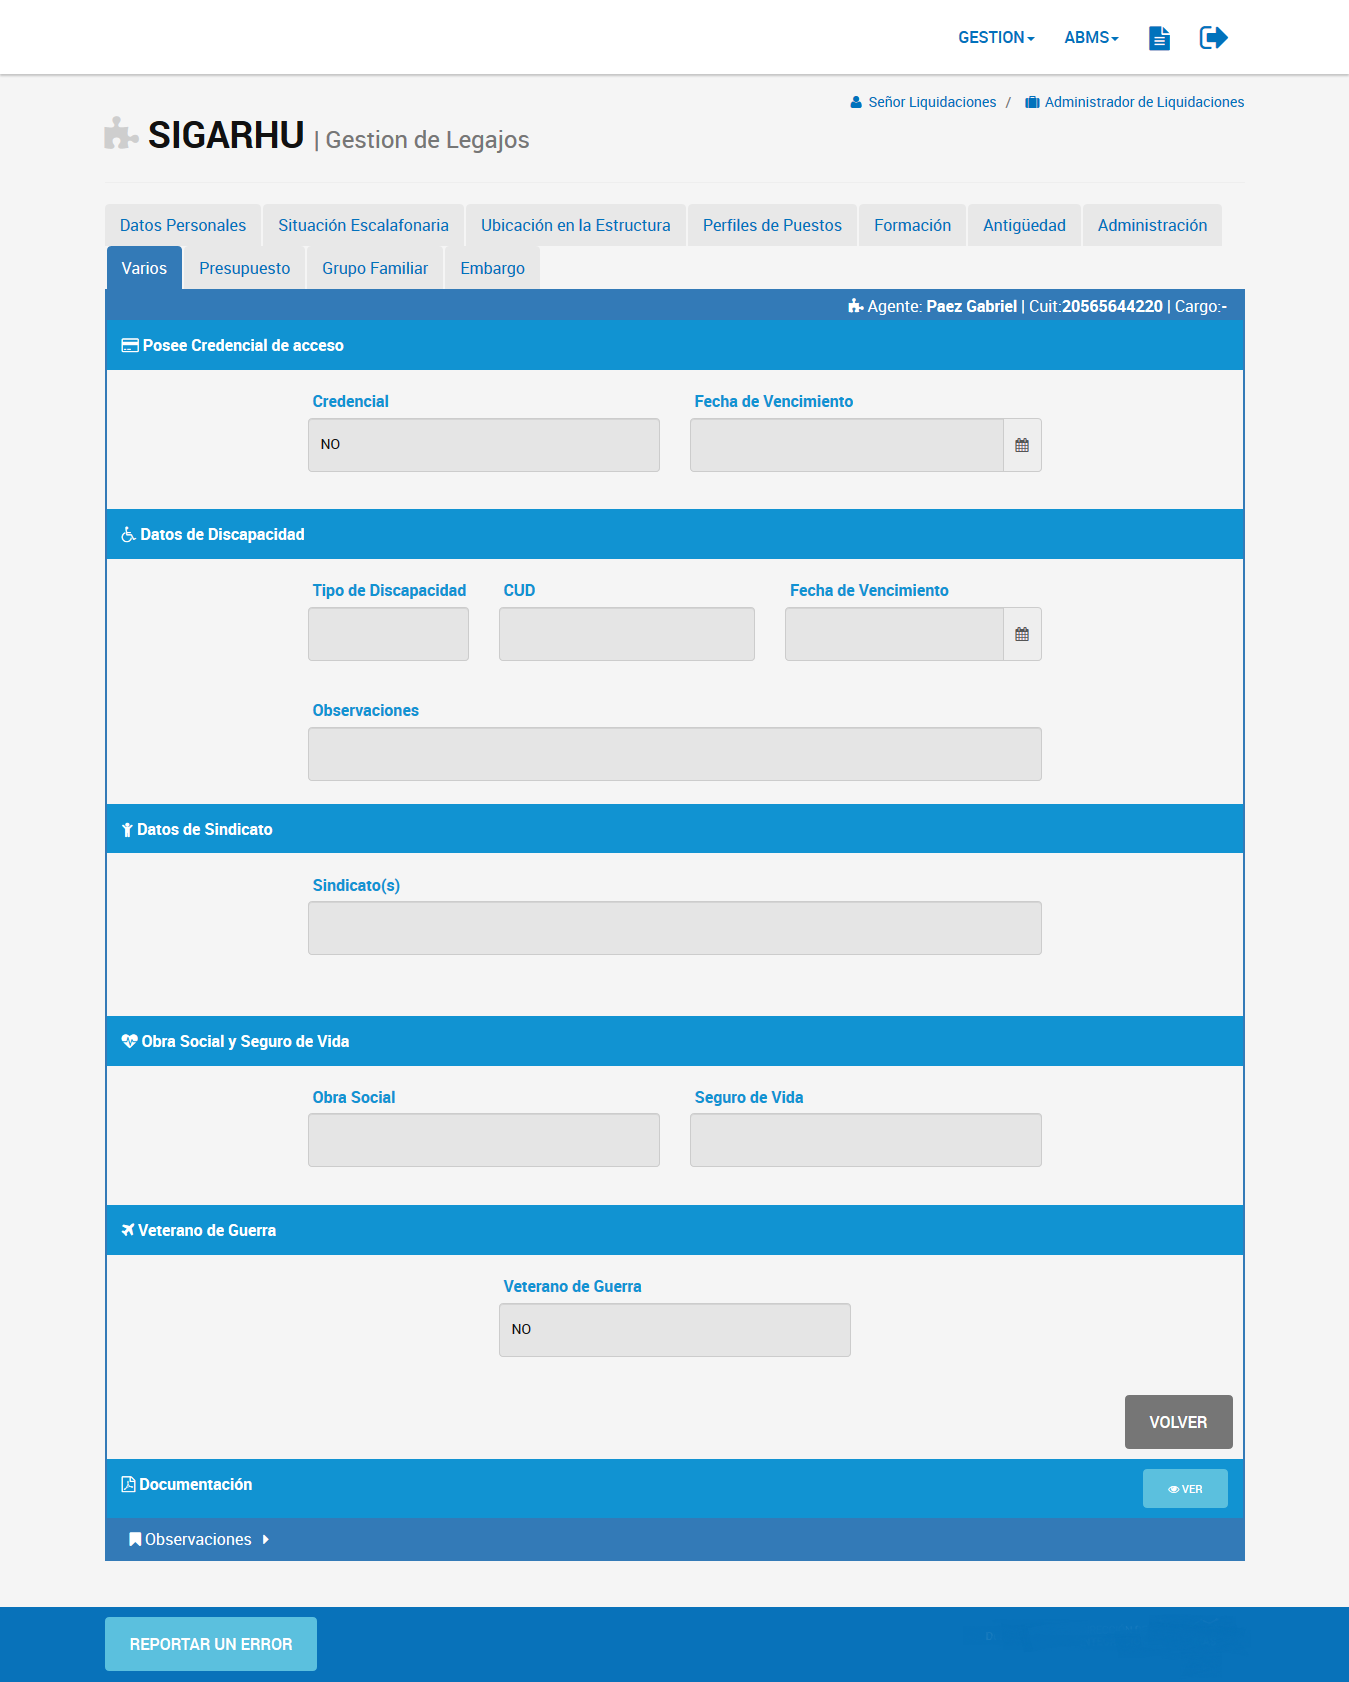 GESTION ABMS
Señor Liquidaciones / Administrador de Liquidaciones
SIGARHU | Gestion de Legajos
Datos Personales Situación Escalafonaria Ubicación en la Estructura Perfiles de Puestos Formación Antigüedad Administración
Varios Presupuesto Grupo Familiar Embargo
Agente: Paez Gabriel | Cuit:20565644220 | Cargo:-
Posee Credencial de acceso
Credencial Fecha de Vencimiento
NO
Datos de Discapacidad
Tipo de Discapacidad CUD Fecha de Vencimiento
Observaciones
Datos de Sindicato
Sindicato(s)
Obra Social y Seguro de Vida
Obra Social Seguro de Vida
Veterano de Guerra
Veterano de Guerra
NO
VOLVER
Documentación VER
Observaciones
REPORTAR UN ERROR